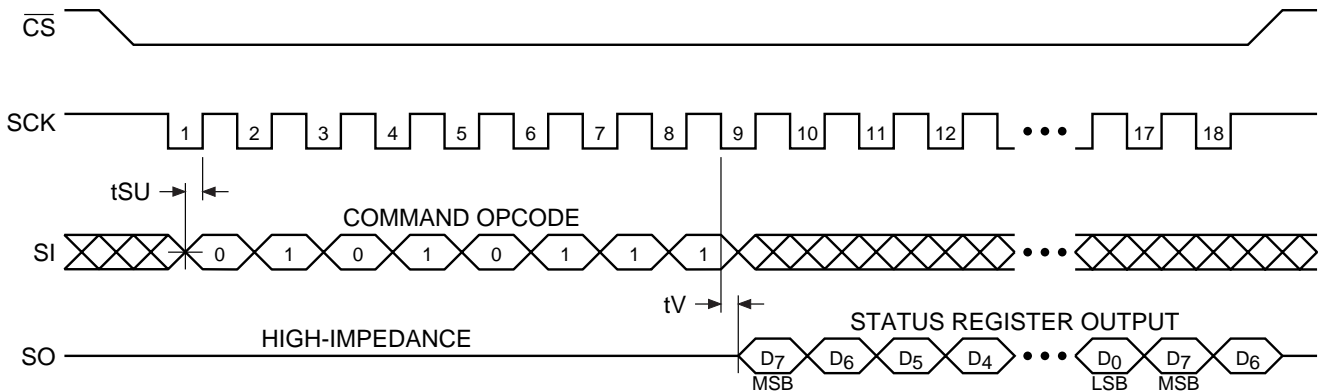 CS
SCK 1 2 3 4 5 6 7 8 9 10 11 12 ••• 17 18
tSU
COMMAND OPCODE
SI 0 1 0 1 0 1 1 1 •••
tV
HIGH-IMPEDANCE
STATUS REGISTER OUTPUT
SO D7 D6 D5 D4 ••• D0 D7 D6
MSB LSB MSB